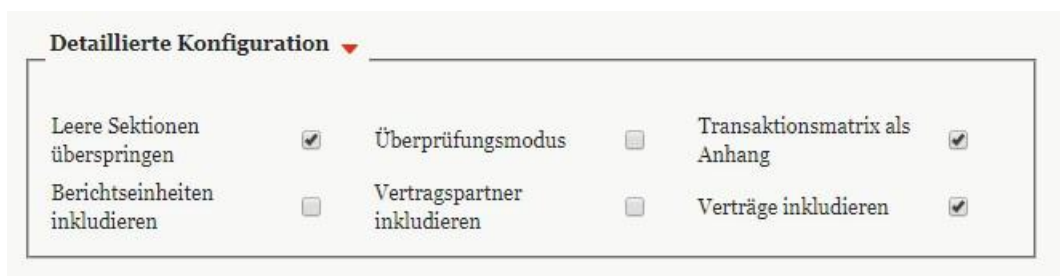 Detaillierte Konfiguration
Leere Sektionen
überspringen
Überprüfungsmodus
Transaktionsmatrix als
Anhang
Berichtseinheiten
inkludieren
Vertragspartner
inkludieren
Verträge inkludieren